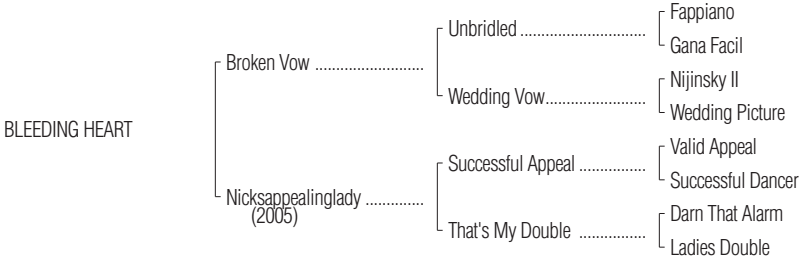 Fappiano
Unbridled ..............................
Gana Facil
Broken Vow ..........................
Nijinsky II
Wedding Vow........................
Wedding Picture
BLEEDING HEART
Valid Appeal
Successful Appeal ................
Successful Dancer
Nicksappealinglady ..............
(2005)
Darn That Alarm
That's My Double ................
Ladies Double